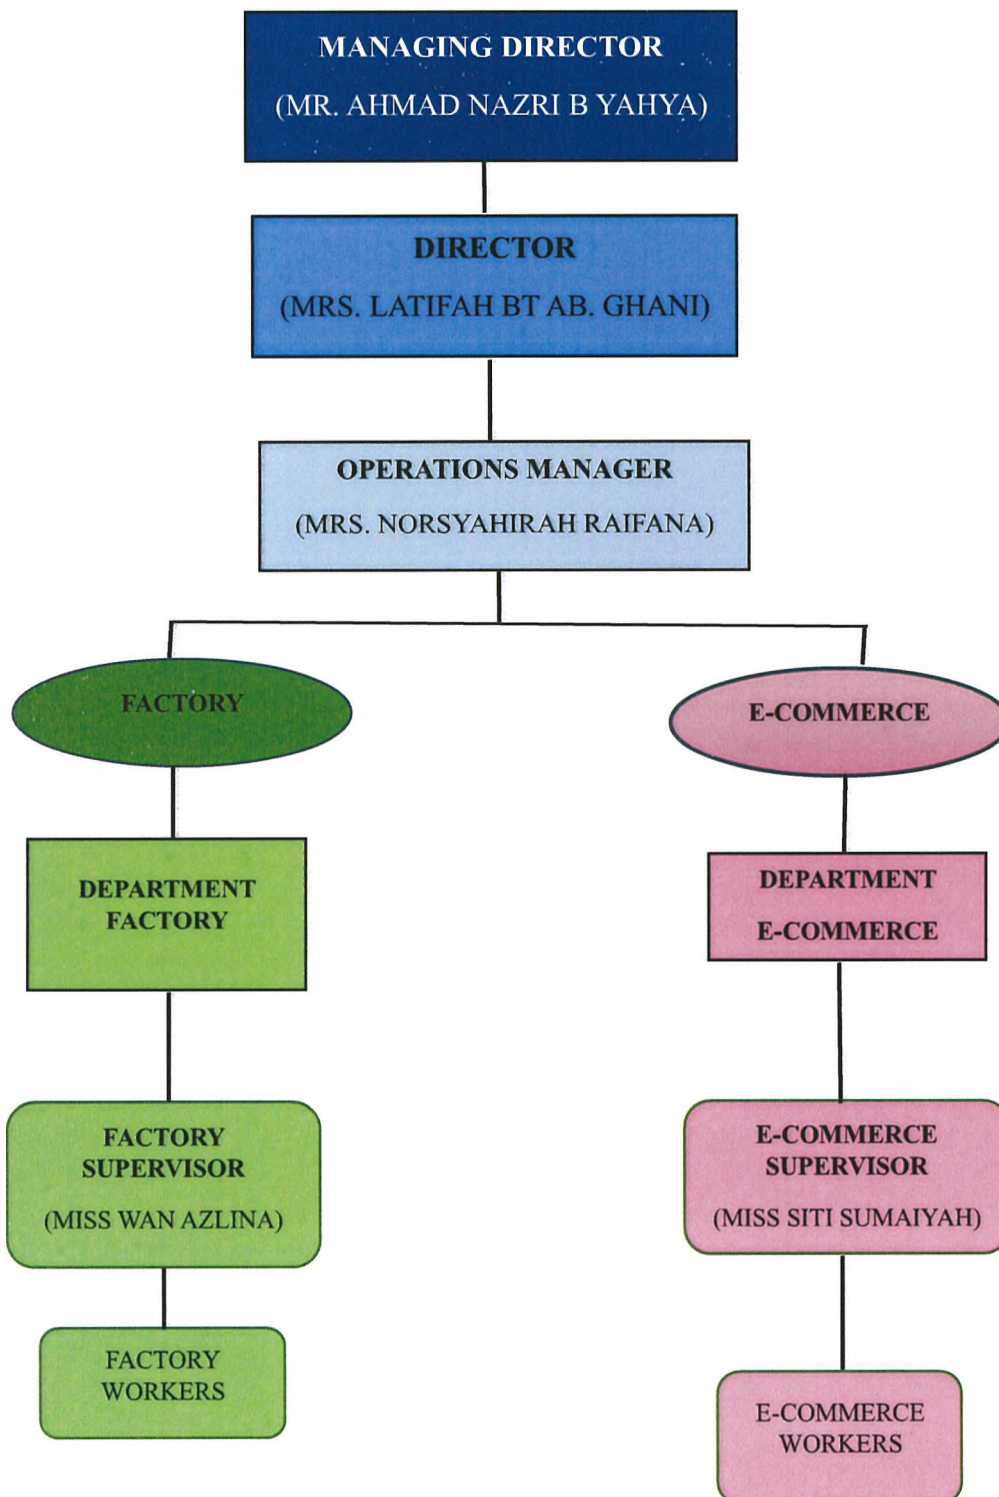 MANAGING DIRECTOR
(MR. AHMAD NAZRI B YAHYA)
DIRECTOR
(MRS. LATIFAH BT AB. GHANI)
OPERATIONS MANAGER
(MRS. NORSYAHIRAH RAIFANA)
FACTORY
E-COMMERCE
DEPARTMENT
FACTORY
DEPARTMENT
E-COMMERCE
FACTORY
SUPERVISOR
(MISS WAN AZLINA)
E-COMMERCE
SUPERVISOR
(MISS SITI SUMAIYAH)
FACTORY
WORKERS
E-COMMERCE
WORKERS